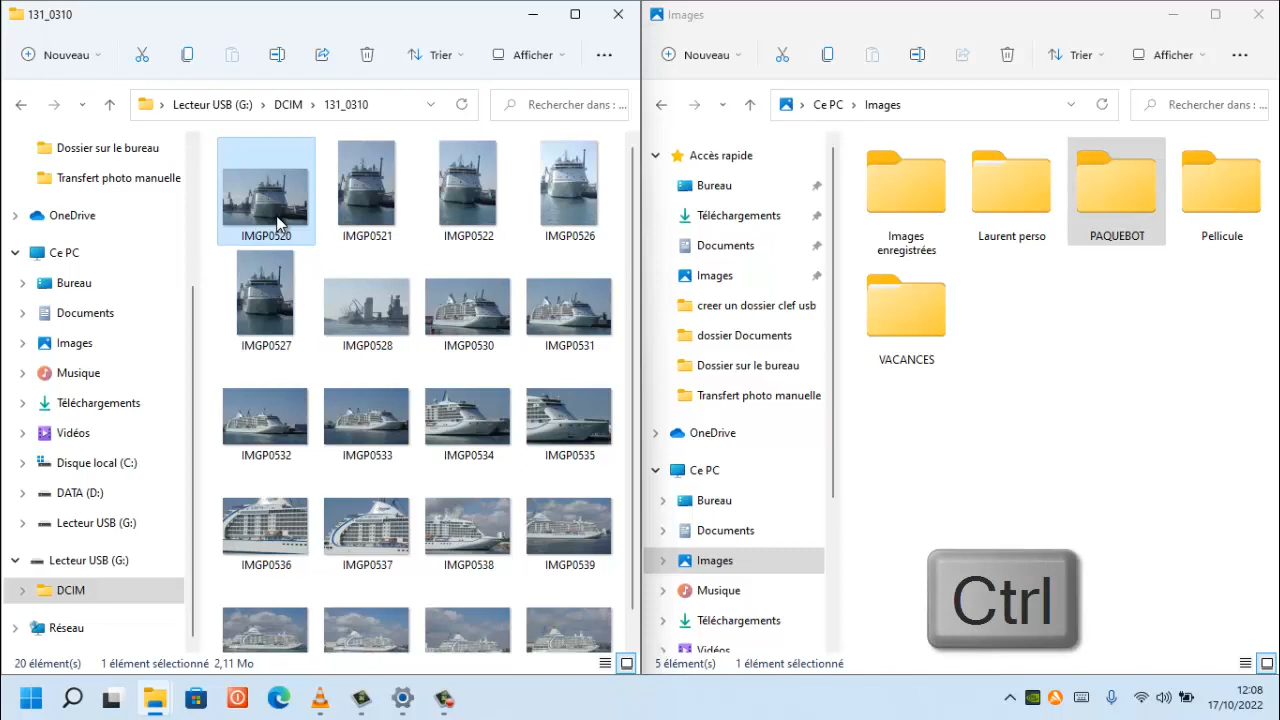 131_0310
Nouveau
Trier
Afficher
Lecteur USB (G:) > DCIM > 131_0310
Rechercher dans : ...
Dossier sur le bureau
Transfert photo manuelle
OneDrive
Ce PC
Bureau
Documents
Images
Musique
Téléchargements
Vidéos
Disque local (C:)
DATA (D:)
Lecteur USB (G:)
Lecteur USB (G:)
DCIM
Réseau
IMGP0520
IMGP0521
IMGP0522
IMGP0526
IMGP0527
IMGP0528
IMGP0530
IMGP0531
IMGP0532
IMGP0533
IMGP0534
IMGP0535
IMGP0536
IMGP0537
IMGP0538
IMGP0539
20 élément(s) 1 élément sélectionné 2,11 Mo
Images
Nouveau
Trier
Afficher
Ce PC > Images
Rechercher dans : ...
Accès rapide
Bureau
Téléchargements
Documents
Images
creer un dossier clef usb
dossier Documents
Dossier sur le bureau
Transfert photo manuelle
OneDrive
Ce PC
Bureau
Documents
Images
Musique
Téléchargements
Vidéos
Images
enregistrées
Laurent perso
PAQUEBOT
Pellicule
VACANCES
Ctrl
5 élément(s) 1 élément sélectionné
12:08
17/10/2022